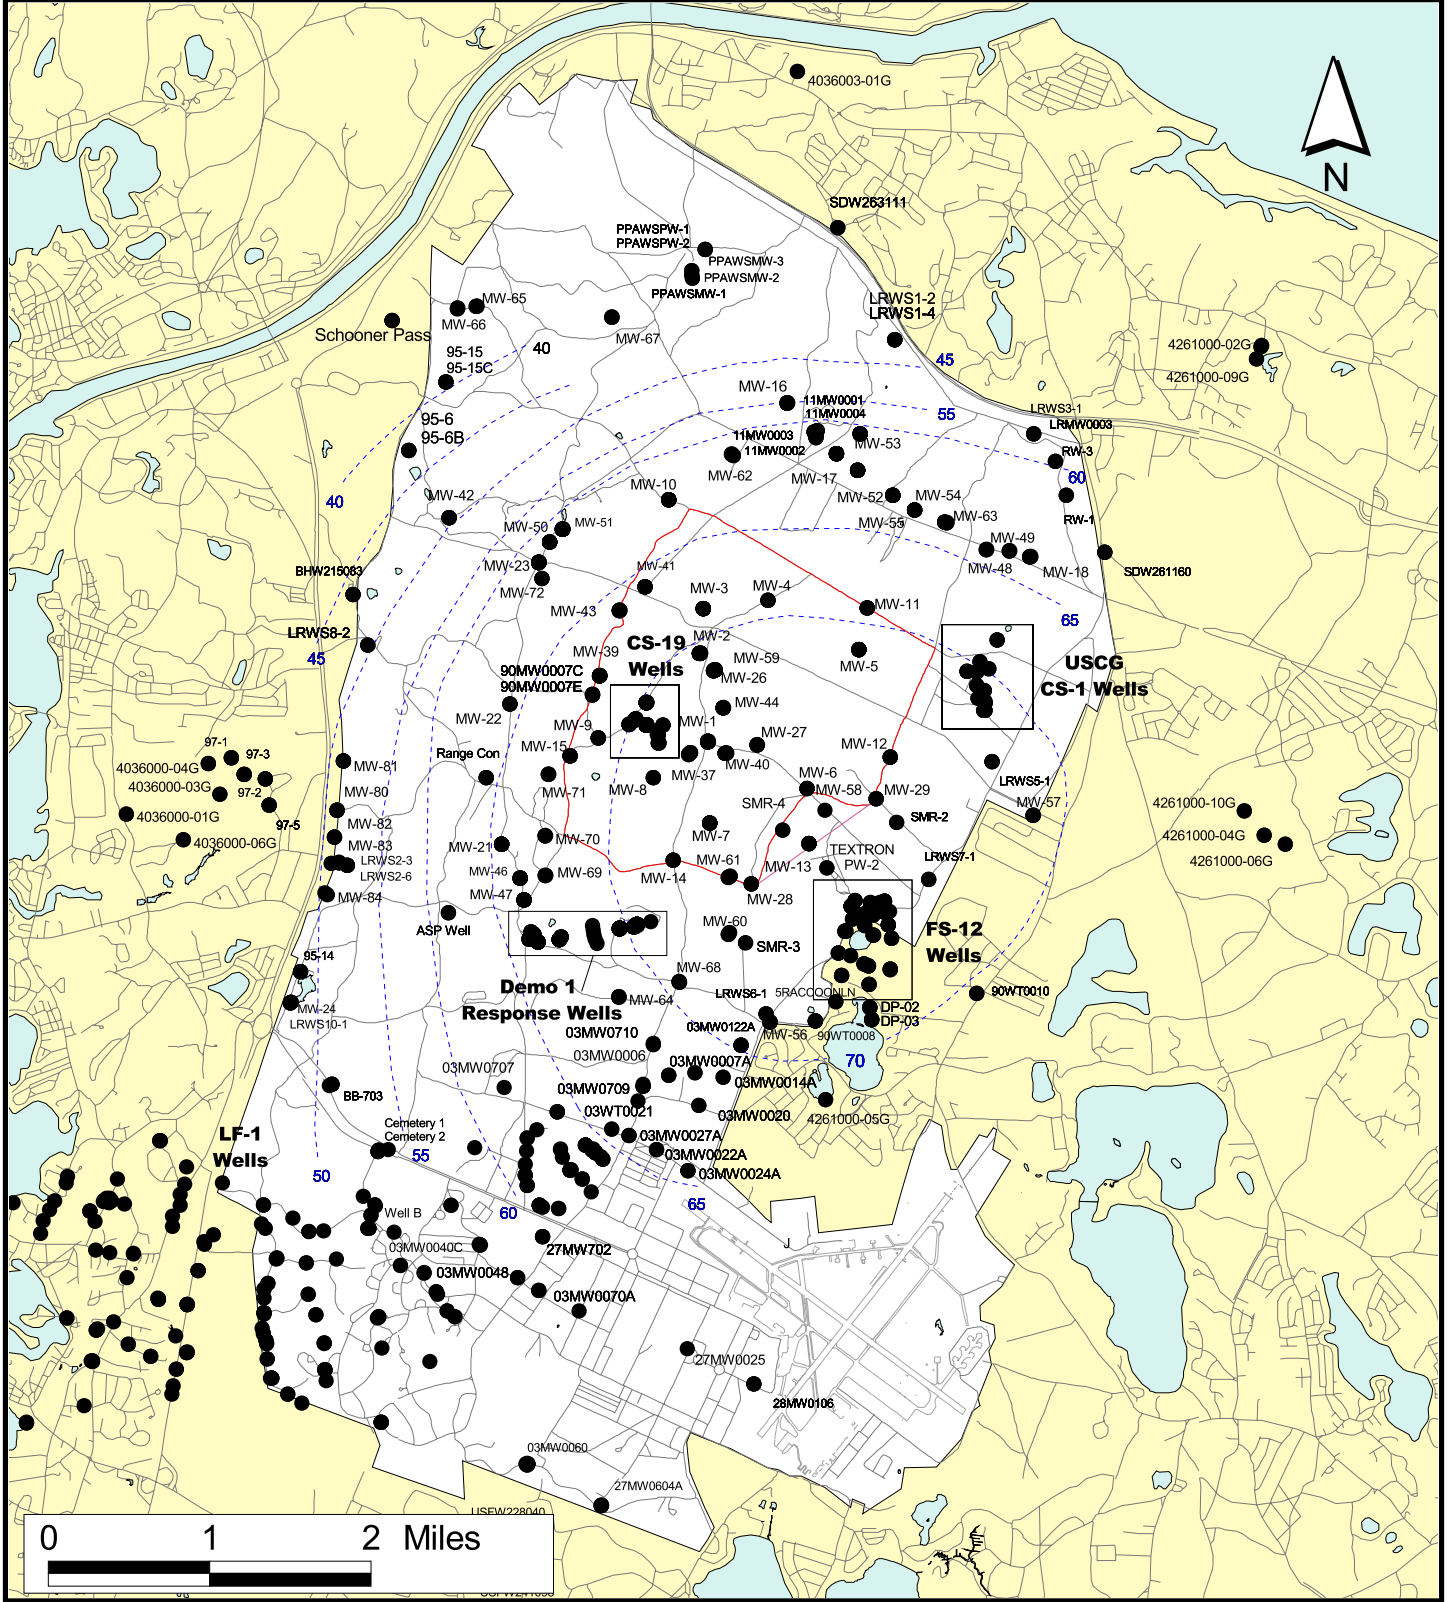 4036003-01G
N
SDW263111
PPAWSPW-1
PPAWSPW-2
PPAWSMW-3
PPAWSMW-2
PPAWSMW-1
MW-65
MW-66
Schooner Pass
MW-67
LRWS1-2
LRWS1-4
4261000-02G
4261000-09G
40
45
95-15
95-15C
MW-16
11MW0001
11MW0004
55
LRWS3-1
LRMW0003
95-6
95-6B
11MW0003
11MW0002
MW-53
RW-3
MW-62
MW-17
60
MW-10
40
MW-42
MW-52
MW-54
MW-50
MW-51
MW-55
MW-63
RW-1
MW-49
MW-23
MW-48
MW-18
SDW261160
BHW215083
MW-72
MW-41
MW-3
MW-4
MW-43
MW-11
65
LRWS8-2
CS-19
Wells
MW-2
45
MW-39
MW-59
MW-26
MW-5
USCG
CS-1 Wells
90MW0007C
90MW0007E
MW-22
MW-44
MW-9
MW-1
MW-27
97-1
97-3
Range Con
MW-15
MW-40
MW-12
4036000-04G
MW-81
MW-37
MW-6
LRWS5-1
4036000-03G
97-2
MW-71
MW-8
MW-58
MW-29
MW-80
SMR-4
MW-57
4261000-10G
4036000-01G
97-5
MW-82
SMR-2
4261000-04G
4036000-06G
MW-83
MW-21
MW-70
MW-7
TEXTRON
PW-2
LRWS7-1
4261000-06G
LRWS2-3
LRWS2-6
MW-46
MW-69
MW-14
MW-61
MW-13
MW-84
MW-47
MW-28
ASP Well
MW-60
SMR-3
FS-12
Wells
95-14
Demo 1
Response Wells
MW-68
MW-64
LRWS6-1
5RACCOONLN
90WT0010
MW-24
LRWS10-1
DP-02
DP-03
03MW0710
03MW0122A
MW-56
90WT0008
03MW0006
70
03MW0707
03MW0007A
03MW0709
03MW0014A
BB-703
03WT0021
03MW0020
4261000-05G
Cemetery 1
Cemetery 2
LF-1
Wells
03MW0027A
03MW0022A
55
50
03MW0024A
65
Well B
60
03MW0040C
27MW702
03MW0048
03MW0070A
27MW0025
28MW0106
03MW0060
27MW0604A
0 1 2 Miles